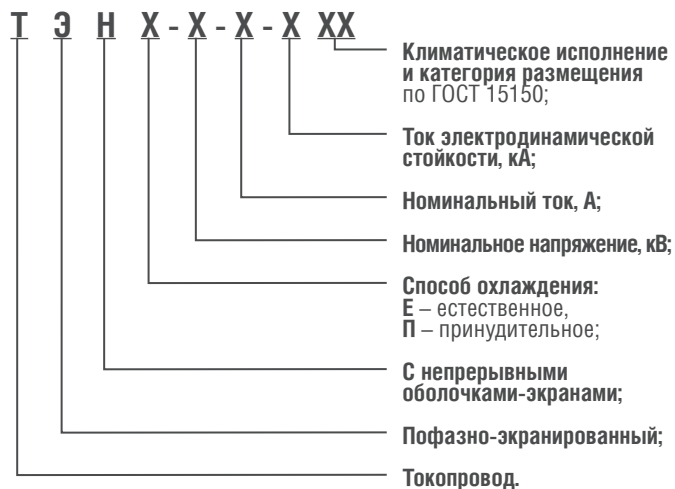 Т Э Н Х - Х - Х - Х ХХ
Климатическое исполнение
и категория размещения
по ГОСТ 15150;
Ток электродинамической
стойкости, кА;
Номинальный ток, А;
Номинальное напряжение, кВ;
Способ охлаждения:
Е – естественное,
П – принудительное;
С непрерывными
оболочками-экранами;
Пофазно-экранированный;
Токопровод.